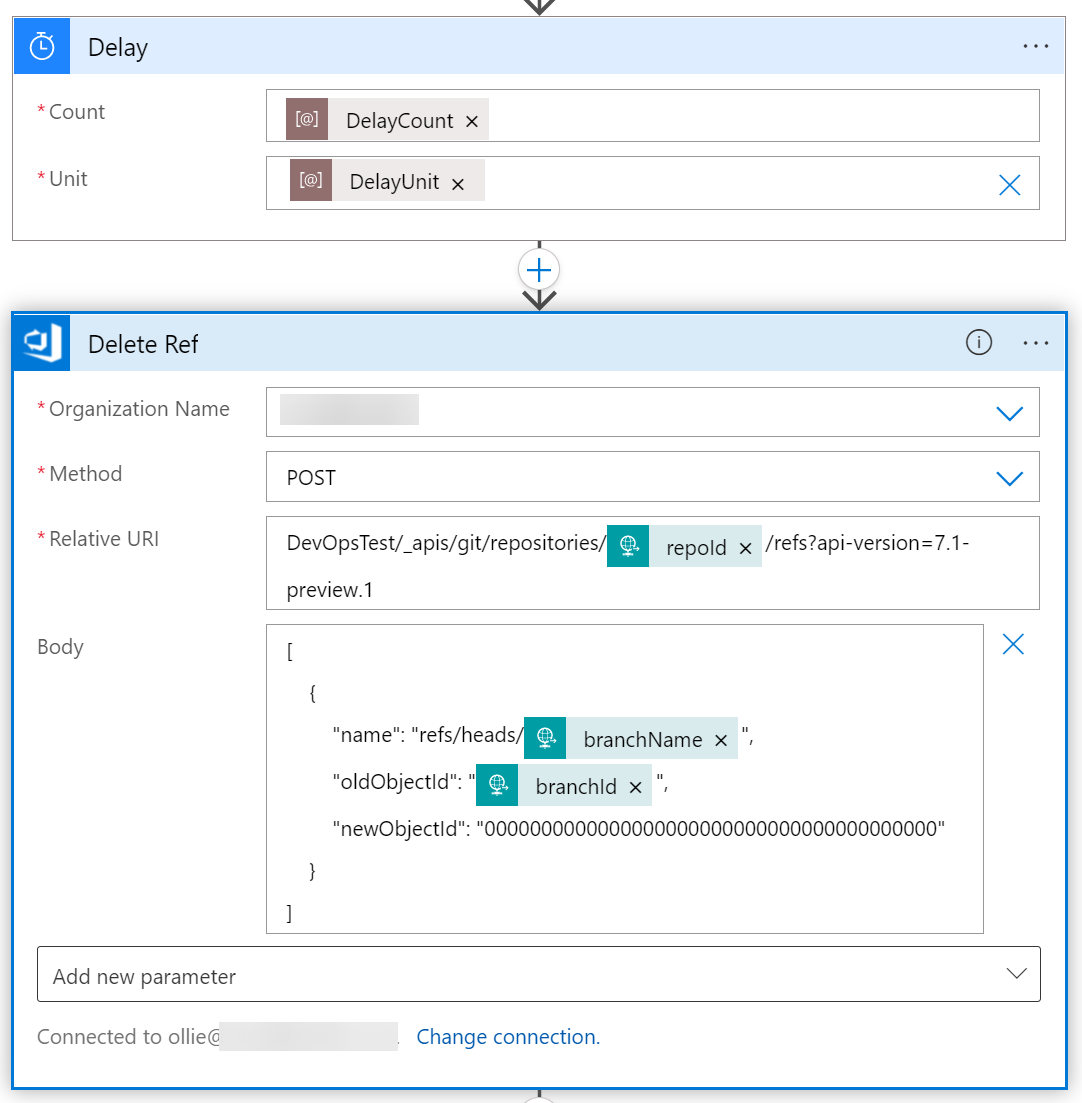 Delay
* Count
[@] DelayCount ×
* Unit
[@] DelayUnit ×
Delete Ref
* Organization Name
* Method
POST
* Relative URI
DevOpsTest/_apis/git/repositories/ repoId × /refs?api-version=7.1-
preview.1
Body
[
{
"name": "refs/heads/ branchName × ",
"oldObjectId": " branchId × ",
"newObjectId": "0000000000000000000000000000000000000000"
}
]
Add new parameter
Connected to ollie@ . Change connection.